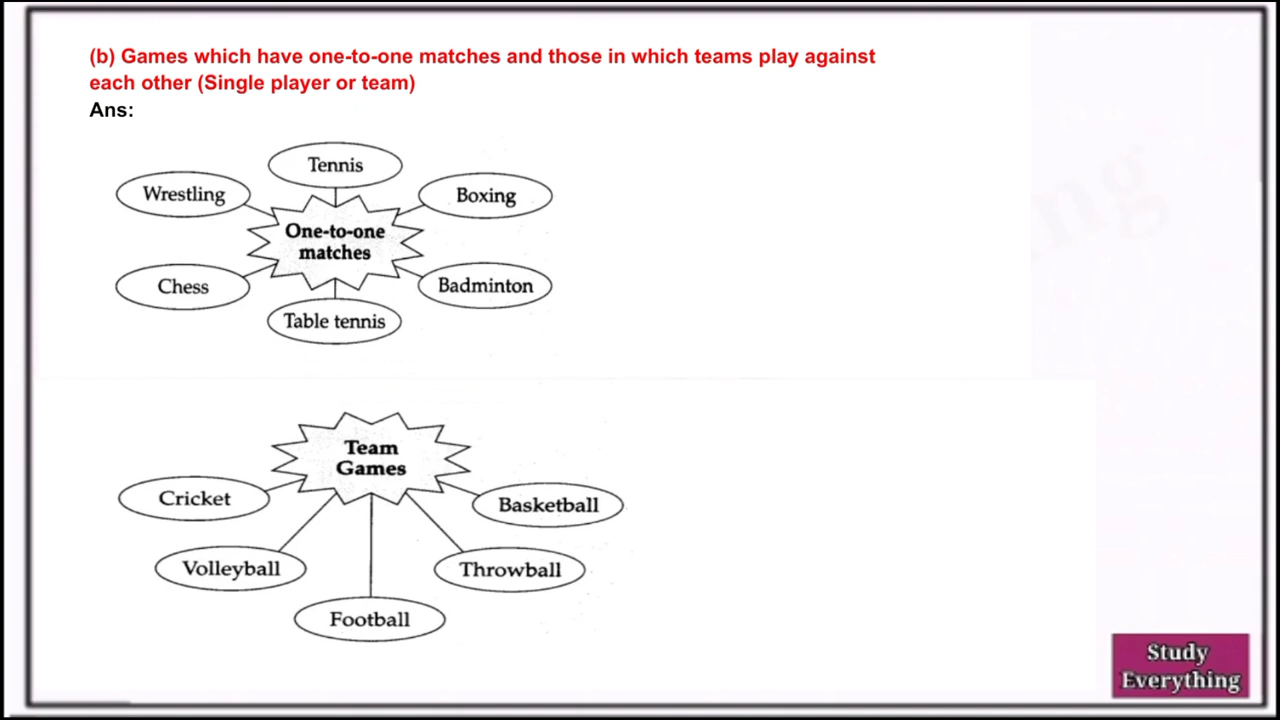 (b) Games which have one-to-one matches and those in which teams play against
each other (Single player or team)
Ans:
Tennis
Wrestling
Boxing
One-to-one
matches
Chess
Badminton
Table tennis
Team
Games
Cricket
Basketball
Volleyball
Throwball
Football
Study
Everything